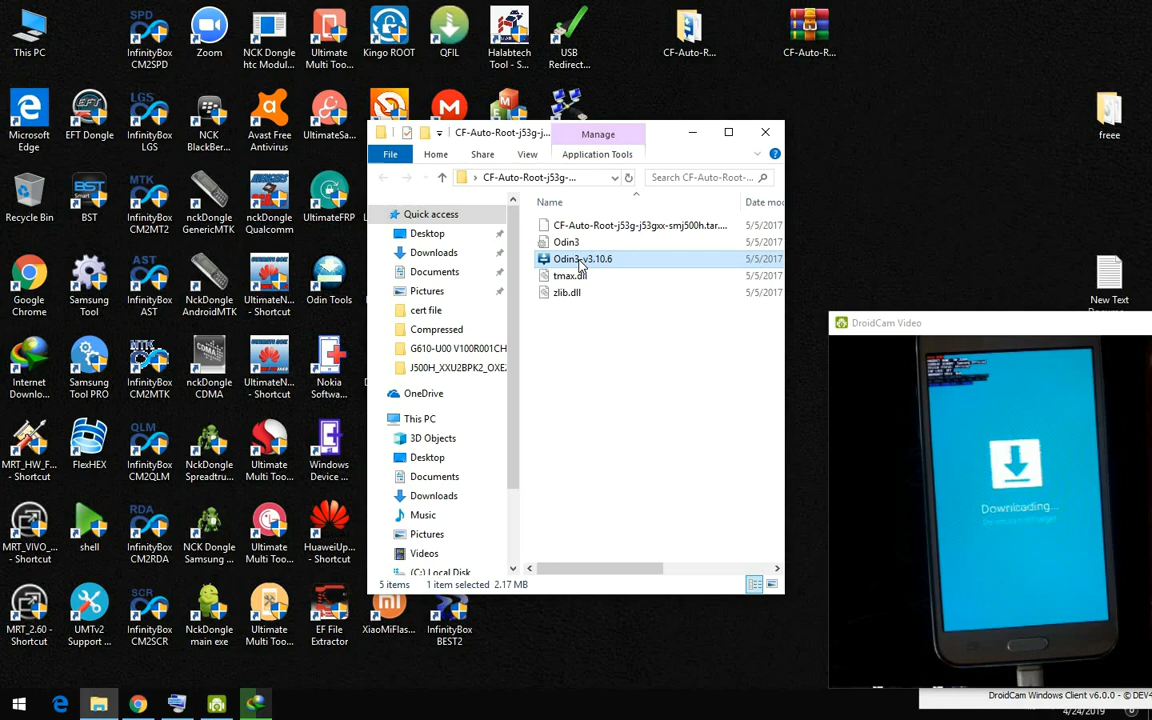 This PC
InfinityBox
CM2SPD
Zoom
NCK Dongle
htc Modul...
Ultimate
Multi Too...
Kingo ROOT
QFIL
Halabtech
Tool - S...
USB
Redirect...
CF-Auto-R...
CF-Auto-R...
Microsoft
Edge
EFT Dongle
InfinityBox
LGS
NCK
BlackBer...
Avast Free
Antivirus
UltimateSa...
freee
Recycle Bin
BST
InfinityBox
CM2MT2
nckDongle
GenericMTK
nckDongle
Qualcomm
UltimateFRP
Google
Chrome
Samsung
Tool
InfinityBox
AST
NckDongle
AndroidMTK
UltimateN...
- Shortcut
Odin Tools
New Text
Internet
Downlo...
Samsung
Tool PRO
InfinityBox
CM2MTK
nckDongle
CDMA
UltimateN...
- Shortcut
Nokia
Softwa...
MRT_HW_F...
- Shortcut
FlexHEX
InfinityBox
CM2QLM
NckDongle
Spreadtru...
Ultimate
Multi Too...
Windows
Device ...
MRT_VIVO_...
- Shortcut
shell
InfinityBox
CM2RDA
NCK Dongle
Samsung ...
Ultimate
Multi Too...
HuaweiUp...
- Shortcut
MRT_2.60 -
Shortcut
UMTv2
Support ...
InfinityBox
CM2SCR
NckDongle
main exe
Ultimate
Multi Too...
EF File
Extractor
XiaoMiFlas...
InfinityBox
BEST2
SPD
LGS
MTK
AST
MTK
QLM
RDA
SCR
CF-Auto-Root-j53g-j...
Manage
File
Home
Share
View
Application Tools
CF-Auto-Root-j53g-...
Search CF-Auto-Root-...
Quick access
Desktop
Downloads
Documents
Pictures
cert file
Compressed
G610-U00 V100R001CH
J500H_XXU2BPK2_OXE
OneDrive
This PC
3D Objects
Desktop
Documents
Downloads
Music
Pictures
Videos
(C:) Local Disk
Name
Date mod
CF-Auto-Root-j53g-j53gxx-smj500h.tar....
5/5/2017
Odin3
5/5/2017
Odin3-v3.10.6
5/5/2017
tmax.dll
5/5/2017
zlib.dll
5/5/2017
5 items
1 item selected 2.17 MB
DroidCam Video
Downloading...
DroidCam Windows Client v6.0.0 - © DEV4
4/24/2019